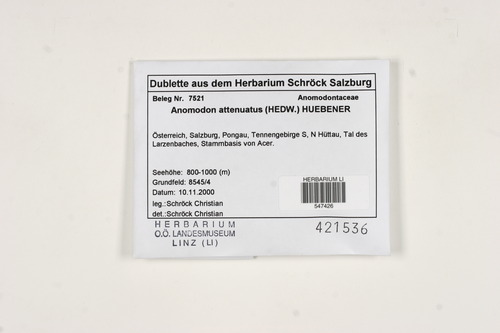 Dublette aus dem Herbarium Schröck Salzburg
Beleg Nr. 7521 Anomodontaceae
Anomodon attenuatus (HEDW.) HUEBENER
Österreich, Salzburg, Pongau, Tennengebirge S, N Hüttau, Tal des
Larzenbaches, Stammbasis von Acer.
Seehöhe: 800-1000 (m)
Grundfeld: 8545/4
Datum: 10.11.2000
leg.:Schröck Christian
det.:Schröck Christian
HERBARIUM LI
547426
HERBARIUM
O.Ö. LANDESMUSEUM
LINZ (LI)
421536